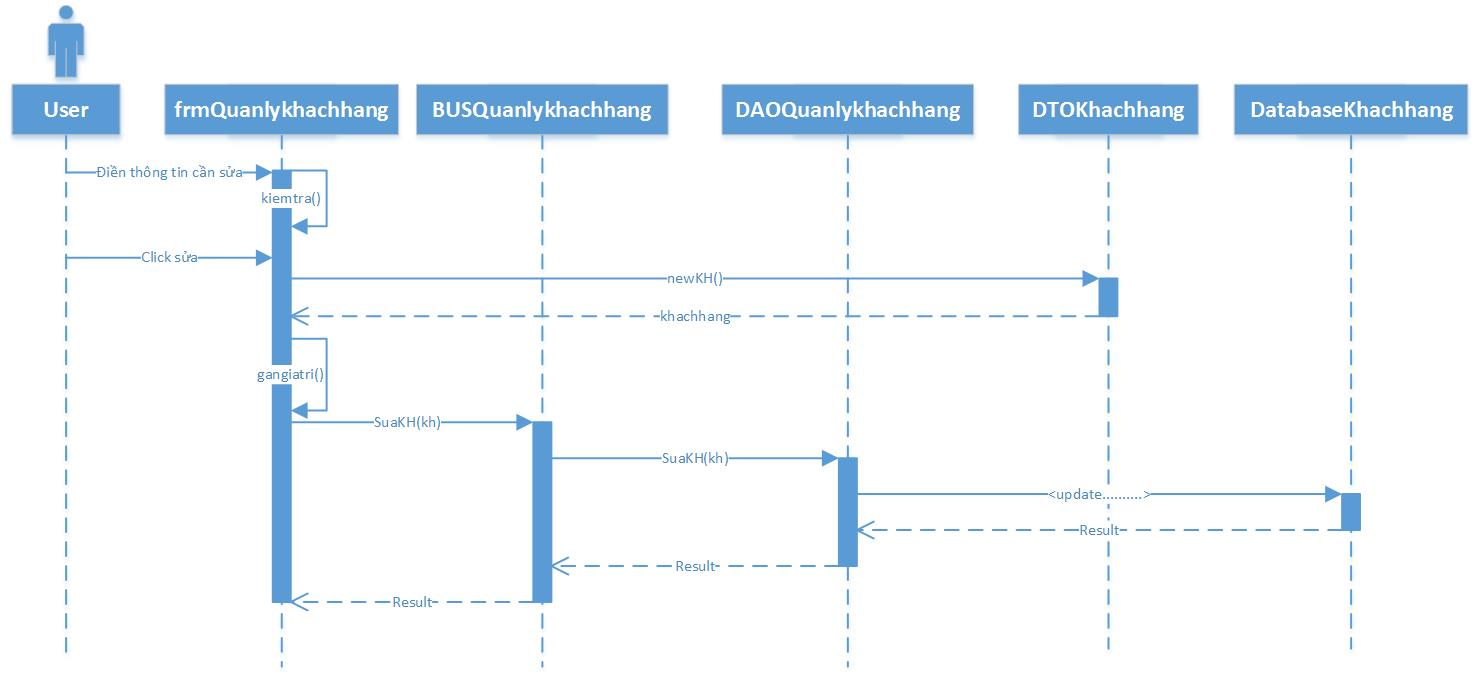 User
frmQuanlykhachhang
BUSQuanlykhachhang
DAOQuanlykhachhang
DTOKhachhang
DatabaseKhachhang
Điền thông tin cần sửa
kiemtra()
Click sửa
newKH()
khachhang
gangiatri()
SuaKH(kh)
SuaKH(kh)
<update..........>
Result
Result
Result